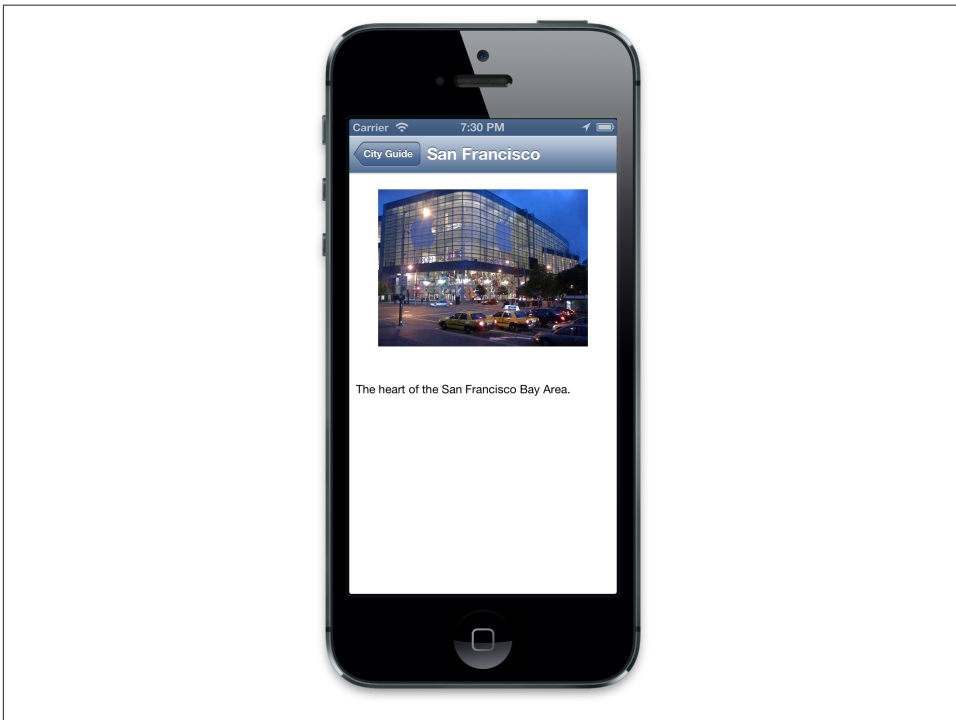 Carrier 7:30 PM
City Guide San Francisco
The heart of the San Francisco Bay Area.